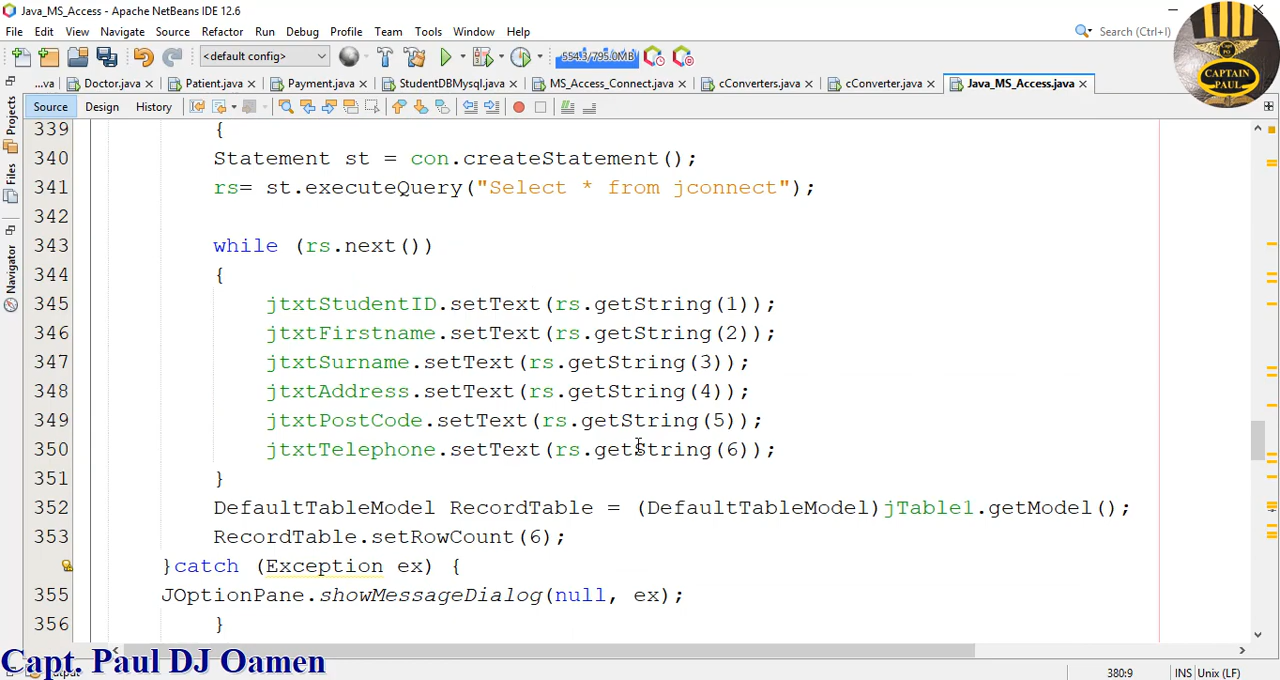 Java_MS_Access - Apache NetBeans IDE 12.6
File Edit View Navigate Source Refactor Run Debug Profile Team Tools Window Help
Search (Ctrl+I)
<default config>
554.3/795.0MB
...va Doctor.java Patient.java Payment.java StudentDBMysql.java MS_Access_Connect.java cConverters.java cConverter.java Java_MS_Access.java
CAPTAIN
PAUL
Source Design History
Projects
Files
Navigator
339 {
340 Statement st = con.createStatement();
341 rs= st.executeQuery("Select * from jconnect");
342
343 while (rs.next())
344 {
345 jtxtStudentID.setText(rs.getString(1));
346 jtxtFirstname.setText(rs.getString(2));
347 jtxtSurname.setText(rs.getString(3));
348 jtxtAddress.setText(rs.getString(4));
349 jtxtPostCode.setText(rs.getString(5));
350 jtxtTelephone.setText(rs.getString(6));
351 }
352 DefaultTableModel RecordTable = (DefaultTableModel)jTable1.getModel();
353 RecordTable.setRowCount(6);
}catch (Exception ex) {
355 JOptionPane.showMessageDialog(null, ex);
356 }
Capt. Paul DJ Oamen
380:9 INS Unix (LF)